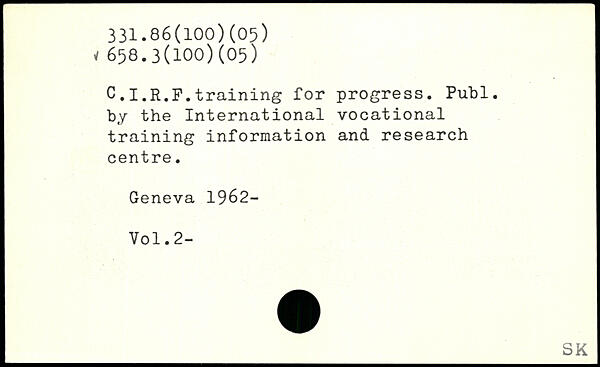 331.86(100)(05)
√ 658.3(100)(05)
C.I.R.F.training for progress. Publ.
by the International vocational
training information and research
centre.
Geneva 1962-
Vol.2-
SK